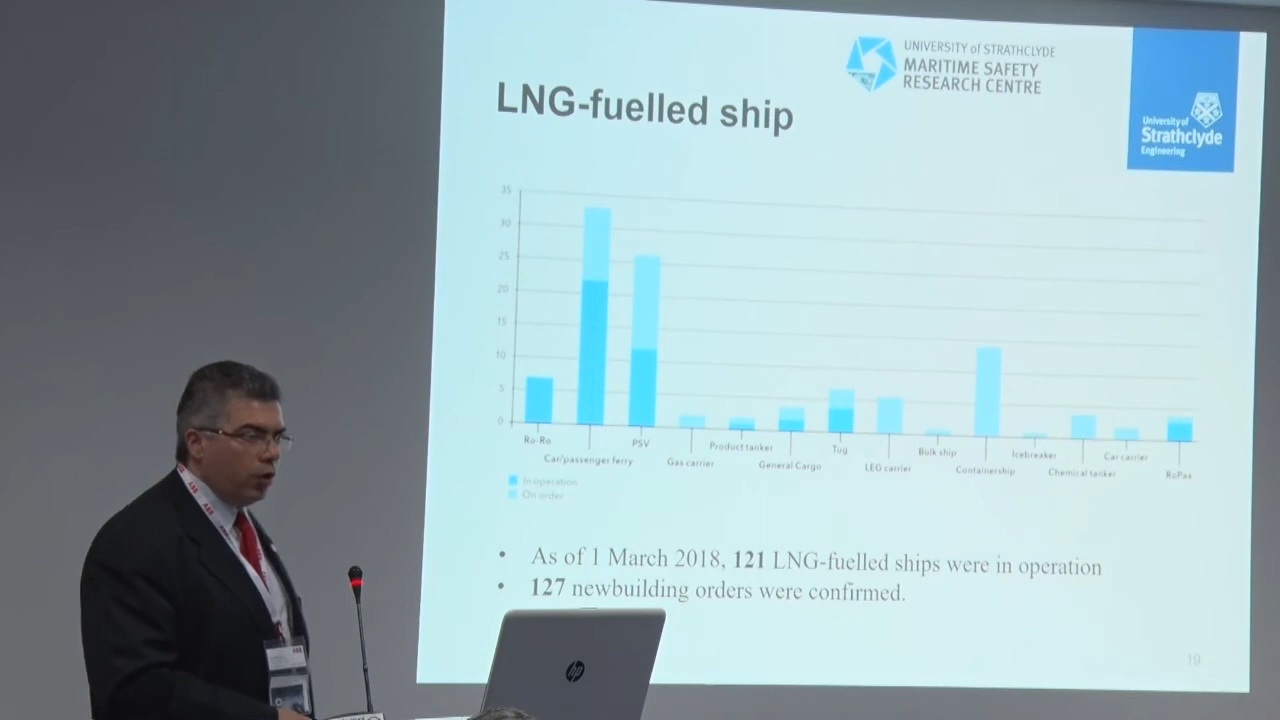 UNIVERSITY of STRATHCLYDE
MARITIME SAFETY
RESEARCH CENTRE
University of
Strathclyde
Engineering
LNG-fuelled ship
35
30
25
20
15
10
5
0
Ro-Ro
Car/passenger ferry
PSV
Gas carrier
Product tanker
General Cargo
Tug
LEG carrier
Bulk ship
Containership
Icebreaker
Chemical tanker
Car carrier
RoPax
In operation
On order
• As of 1 March 2018, 121 LNG-fuelled ships were in operation
• 127 newbuilding orders were confirmed.
19
hp
ABB